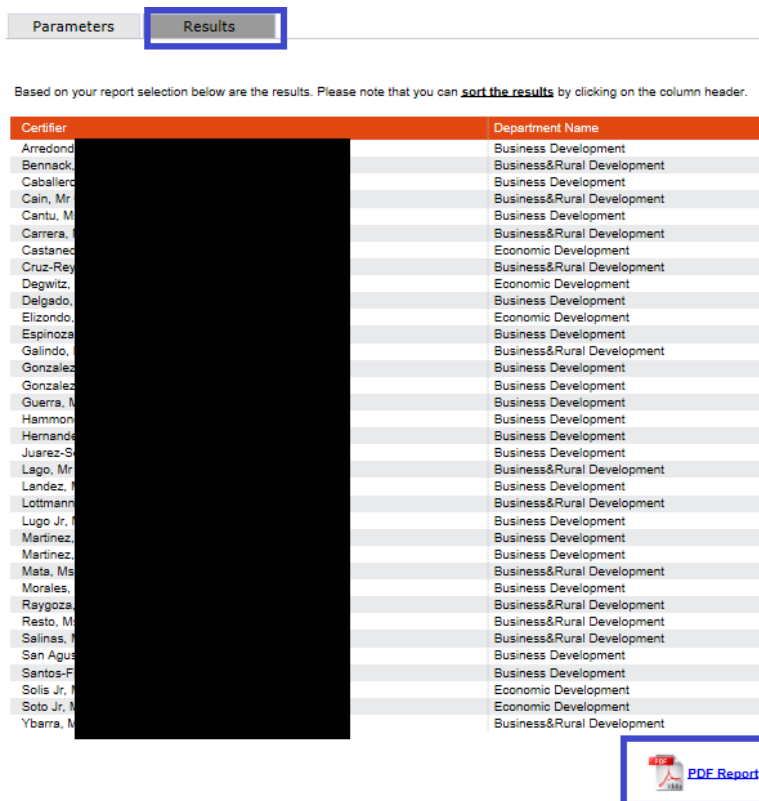 Parameters Results
Based on your report selection below are the results. Please note that you can sort the results by clicking on the column header.
Certifier Department Name
Arredond Business Development
Bennack, Business&Rural Development
Caballero Business Development
Cain, Mr Business&Rural Development
Cantu, M Business Development
Carrera, Business&Rural Development
Castaned Economic Development
Cruz-Rey Business&Rural Development
Degwitz, Economic Development
Delgado, Business Development
Elizondo, Economic Development
Espinoza Business Development
Galindo, Business&Rural Development
Gonzalez Business Development
Gonzalez Business Development
Guerra, M Business Development
Hammon Business Development
Hernande Business Development
Juarez-S Business Development
Lago, Mr Business&Rural Development
Landez, Business Development
Lottmann Business&Rural Development
Lugo Jr, Business Development
Martinez, Business Development
Martinez, Business Development
Mata, Ms Business&Rural Development
Morales, Business Development
Raygoza, Business&Rural Development
Resto, Ms Business&Rural Development
Salinas, Business&Rural Development
San Agus Business Development
Santos-F Business Development
Solis Jr, Economic Development
Soto Jr, Economic Development
Ybarra, M Business&Rural Development
PDF
Adobe
PDF Report